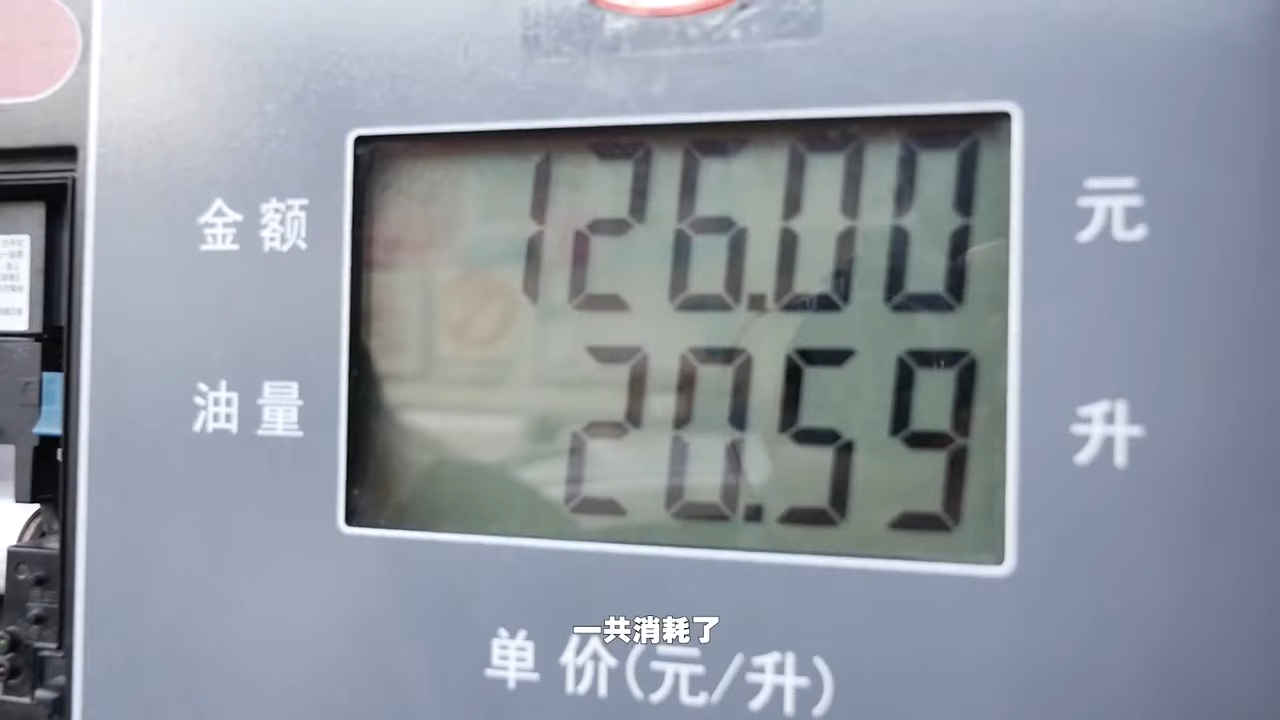 金额 126.00 元
油量 20.59 升
一共消耗了
单价(元/升)